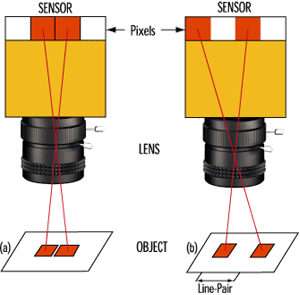 SENSOR
SENSOR
Pixels
LENS
(a)
OBJECT
(b)
Line-Pair